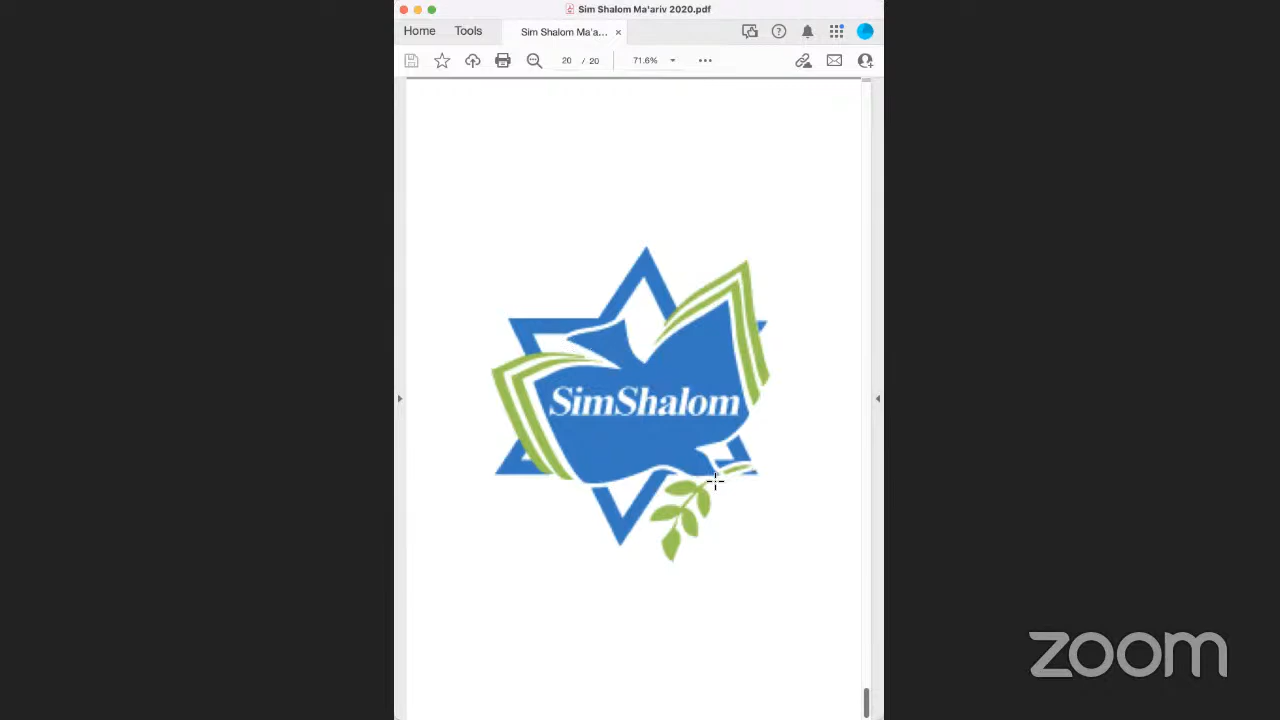 Sim Shalom Ma'ariv 2020.pdf
Home Tools Sim Shalom Ma'a... ×
20 / 20 71.6%
SimShalom
zoom